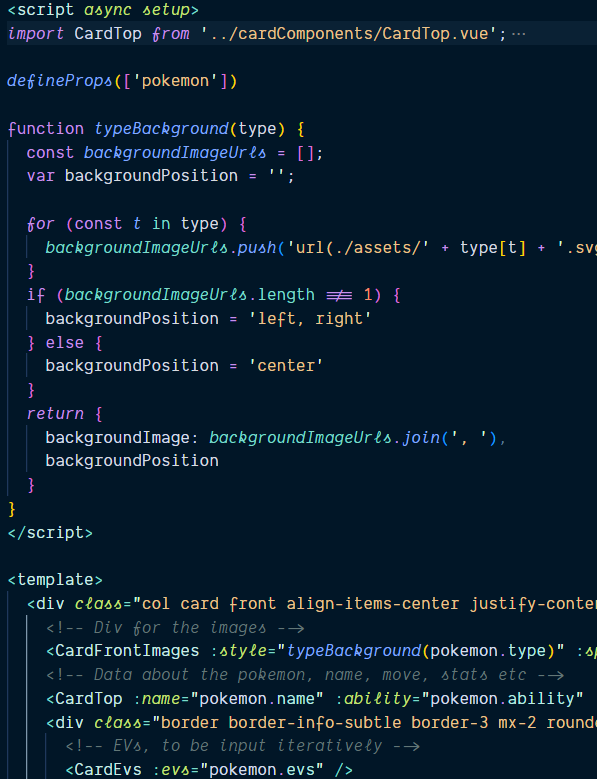 <script async setup>
import CardTop from '../cardComponents/CardTop.vue';…
defineProps(['pokemon'])
function typeBackground(type) {
const backgroundImageUrls = [];
var backgroundPosition = '';
for (const t in type) {
backgroundImageUrls.push('url(./assets/' + type[t] + '.svg
}
if (backgroundImageUrls.length !== 1) {
backgroundPosition = 'left, right'
} else {
backgroundPosition = 'center'
}
return {
backgroundImage: backgroundImageUrls.join(', '),
backgroundPosition
}
}
</script>
<template>
<div class="col card front align-items-center justify-conte
<!-- Div for the images -->
<CardFrontImages :style="typeBackground(pokemon.type)" :sp
<!-- Data about the pokemon, name, move, stats etc -->
<CardTop :name="pokemon.name" :ability="pokemon.ability"
<div class="border border-info-subtle border-3 mx-2 rounde
<!-- EVs, to be input iteratively -->
<CardEvs :evs="pokemon.evs" />